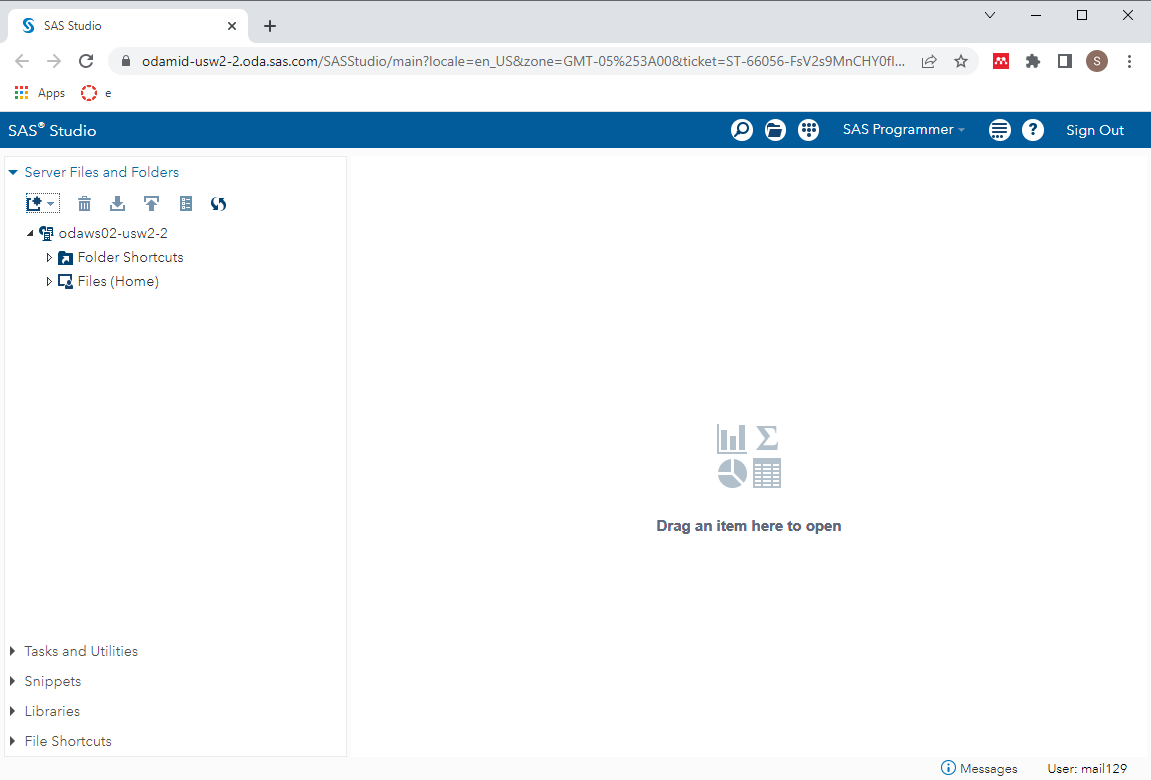 SAS Studio
odamid-usw2-2.oda.sas.com/SASStudio/main?locale=en_US&zone=GMT-05%253A00&ticket=ST-66056-FsV2s9MnCHY0fl...
S
Apps
e
SAS® Studio
SAS Programmer
?
Sign Out
Server Files and Folders
odaws02-usw2-2
Folder Shortcuts
Files (Home)
Σ
Drag an item here to open
Tasks and Utilities
Snippets
Libraries
File Shortcuts
Messages
User: mail129